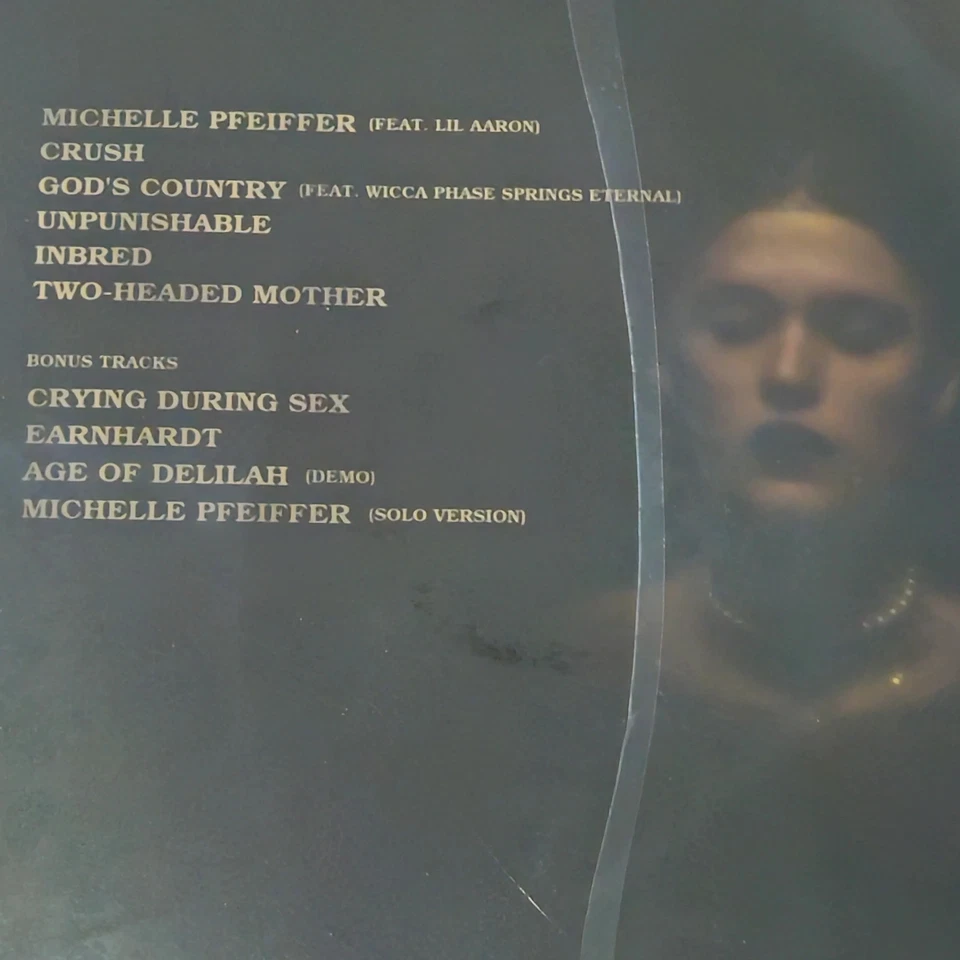 MICHELLE PFEIFFER (FEAT. LIL AARON)
CRUSH
GOD'S COUNTRY (FEAT. WICCA PHASE SPRINGS ETERNAL)
UNPUNISHABLE
INBRED
TWO-HEADED MOTHER
BONUS TRACKS
CRYING DURING SEX
EARNHARDT
AGE OF DELILAH (DEMO)
MICHELLE PFEIFFER (SOLO VERSION)